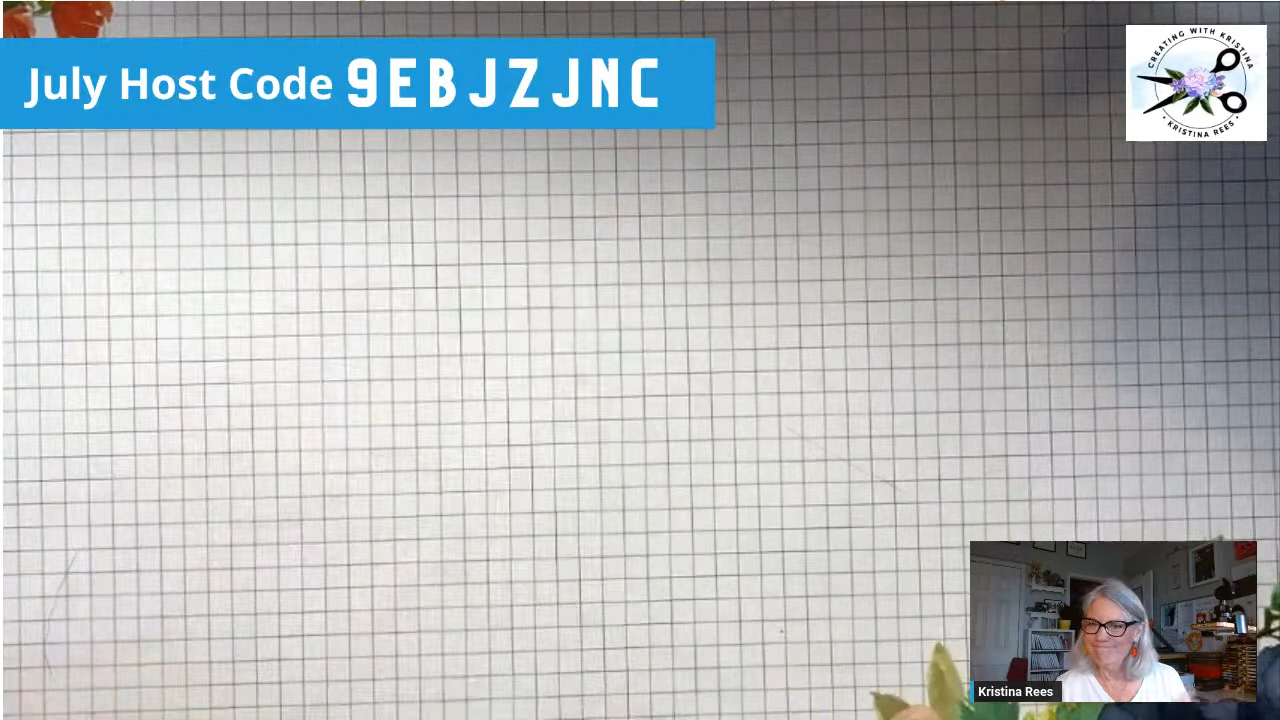 July Host Code 9EBJZJNC
CREATING WITH KRISTINA
• KRISTINA REES •
Kristina Rees